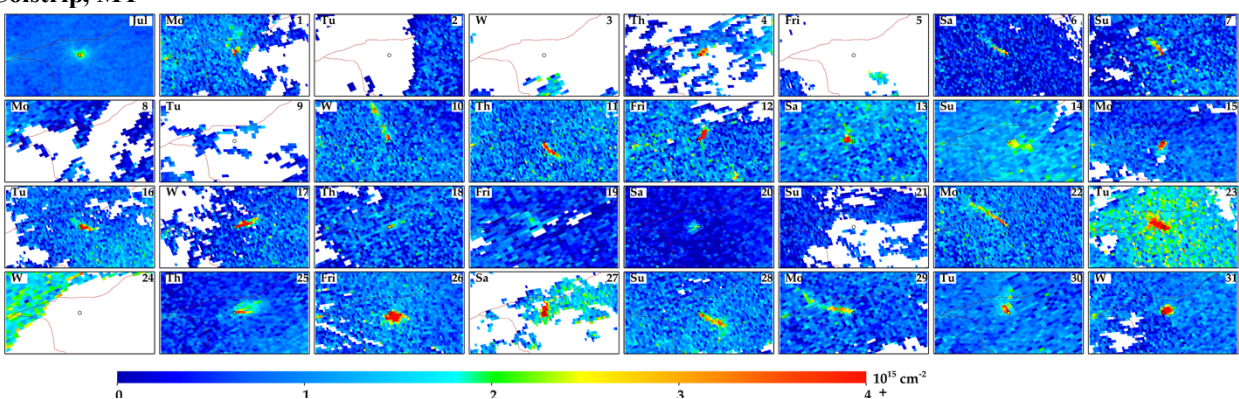 Colstrip, MT
Jul Mo 1 Tu 2 W 3 Th 4 Fri 5 Sa 6 Su 7
Mo 8 Tu 9 W 10 Th 11 Fri 12 Sa 13 Su 14 Mo 15
Tu 16 W 17 Th 18 Fri 19 Sa 20 Su 21 Mo 22 Tu 23
W 24 Th 25 Fri 26 Sa 27 Su 28 Mo 29 Tu 30 W 31
10¹⁵ cm⁻²
0 1 2 3 4 +